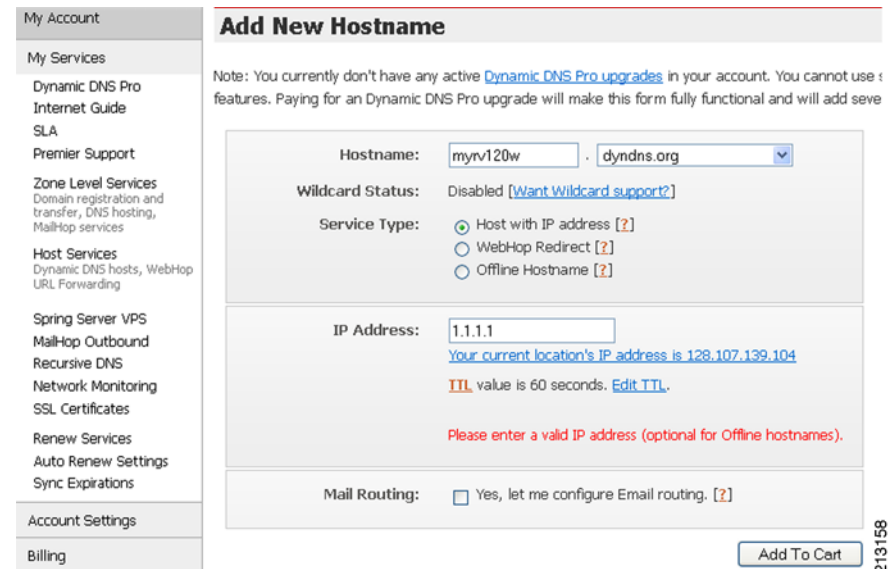 My Account
My Services
Dynamic DNS Pro
Internet Guide
SLA
Premier Support
Zone Level Services
Domain registration and
transfer, DNS hosting,
MailHop services
Host Services
Dynamic DNS hosts, WebHop
URL Forwarding
Spring Server VPS
MailHop Outbound
Recursive DNS
Network Monitoring
SSL Certificates
Renew Services
Auto Renew Settings
Sync Expirations
Account Settings
Billing
Add New Hostname
Note: You currently don't have any active Dynamic DNS Pro upgrades in your account. You cannot use s
features. Paying for an Dynamic DNS Pro upgrade will make this form fully functional and will add seve
Hostname: myrv120w . dyndns.org
Wildcard Status: Disabled [Want Wildcard support?]
Service Type: Host with IP address [?]
WebHop Redirect [?]
Offline Hostname [?]
IP Address: 1.1.1.1
Your current location's IP address is 128.107.139.104
TTL value is 60 seconds. Edit TTL.
Please enter a valid IP address (optional for Offline hostnames).
Mail Routing: Yes, let me configure Email routing. [?]
Add To Cart
213158